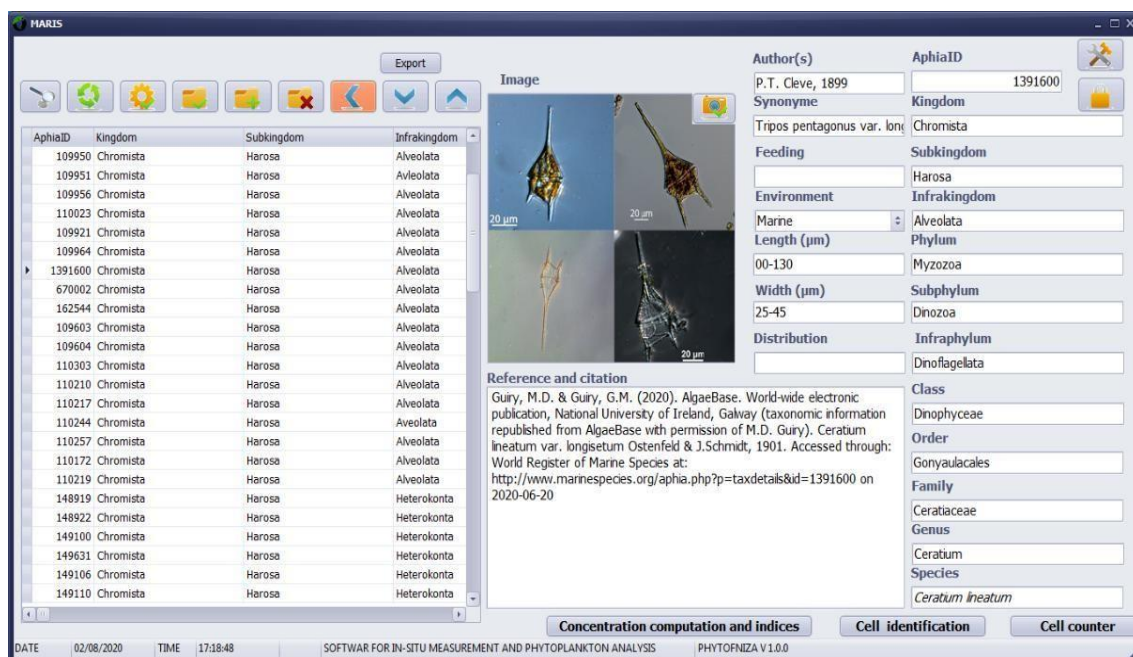 MARIS
Export
AphiaID Kingdom Subkingdom Infrakingdom
109950 Chromista Harosa Alveolata
109951 Chromista Harosa Avleolata
109956 Chromista Harosa Alveolata
110023 Chromista Harosa Alveolata
109921 Chromista Harosa Alveolata
109964 Chromista Harosa Alveolata
1391600 Chromista Harosa Alveolata
670002 Chromista Harosa Alveolata
162544 Chromista Harosa Alveolata
109603 Chromista Harosa Alveolata
109604 Chromista Harosa Alveolata
110303 Chromista Harosa Alveolata
110210 Chromista Harosa Alveolata
110217 Chromista Harosa Alveolata
110244 Chromista Harosa Aveolata
110257 Chromista Harosa Alveolata
110172 Chromista Harosa Alveolata
110219 Chromista Harosa Alveolata
148919 Chromista Harosa Heterokonta
148922 Chromista Harosa Heterokonta
149100 Chromista Harosa Heterokonta
149631 Chromista Harosa Heterokonta
149106 Chromista Harosa Heterokonta
149110 Chromista Harosa Heterokonta
Image
20 µm
20 µm
20 µm
Reference and citation
Guiry, M.D. & Guiry, G.M. (2020). AlgaeBase. World-wide electronic
publication, National University of Ireland, Galway (taxonomic information
republished from AlgaeBase with permission of M.D. Guiry). Ceratium
lineatum var. longisetum Ostenfeld & J.Schmidt, 1901. Accessed through:
World Register of Marine Species at:
http://www.marinespecies.org/aphia.php?p=taxdetails&id=1391600 on
2020-06-20
Author(s)
P.T. Cleve, 1899
Synonyme
Tripos pentagonus var. long
Feeding
Environment
Marine
Length (µm)
00-130
Width (µm)
25-45
Distribution
AphiaID
1391600
Kingdom
Chromista
Subkingdom
Harosa
Infrakingdom
Alveolata
Phylum
Myzozoa
Subphylum
Dinozoa
Infraphylum
Dinoflagellata
Class
Dinophyceae
Order
Gonyaulacales
Family
Ceratiaceae
Genus
Ceratium
Species
Ceratium lineatum
Concentration computation and indices Cell identification Cell counter
DATE 02/08/2020 TIME 17:18:48 SOFTWAR FOR IN-SITU MEASUREMENT AND PHYTOPLANKTON ANALYSIS PHYTOFNIZA V 1.0.0